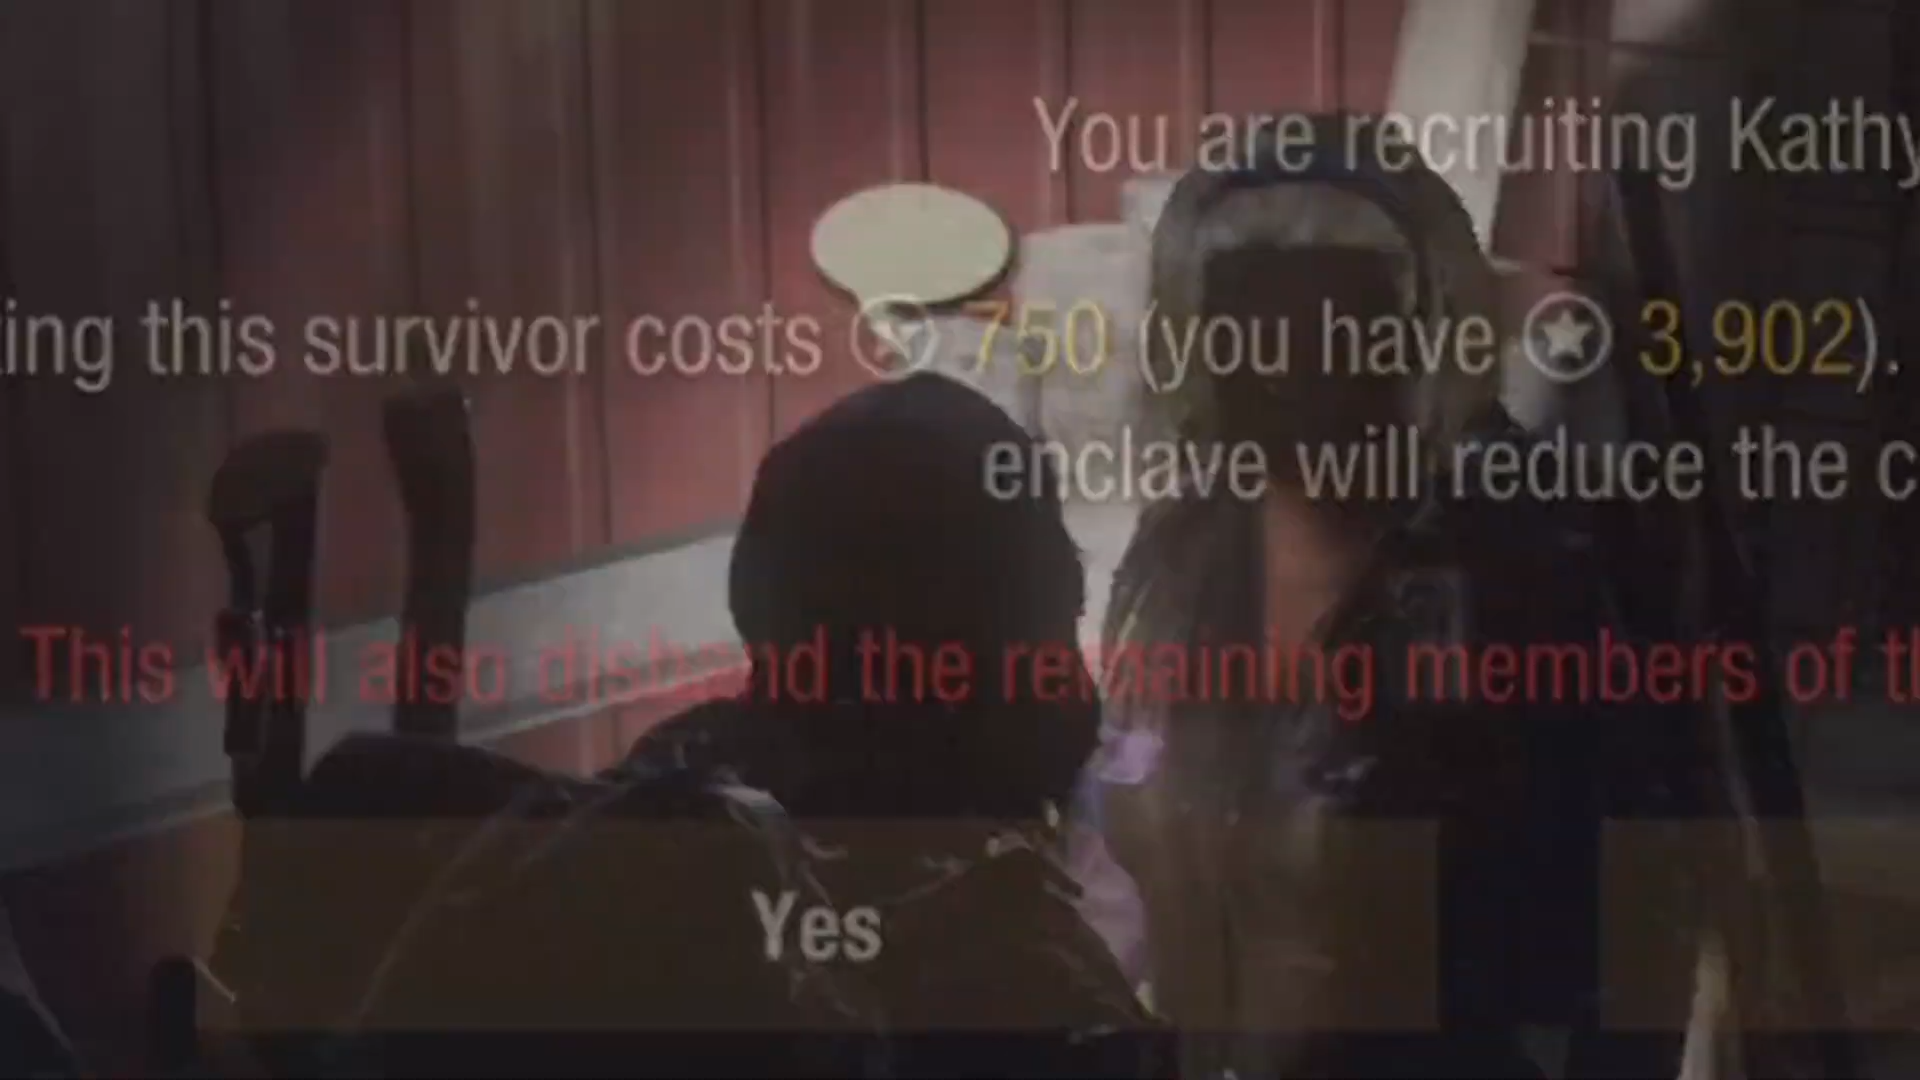 You are recruiting Kathy
ing this survivor costs 750 (you have 3,902).
enclave will reduce the c
This will also disband the remaining members of th
Yes